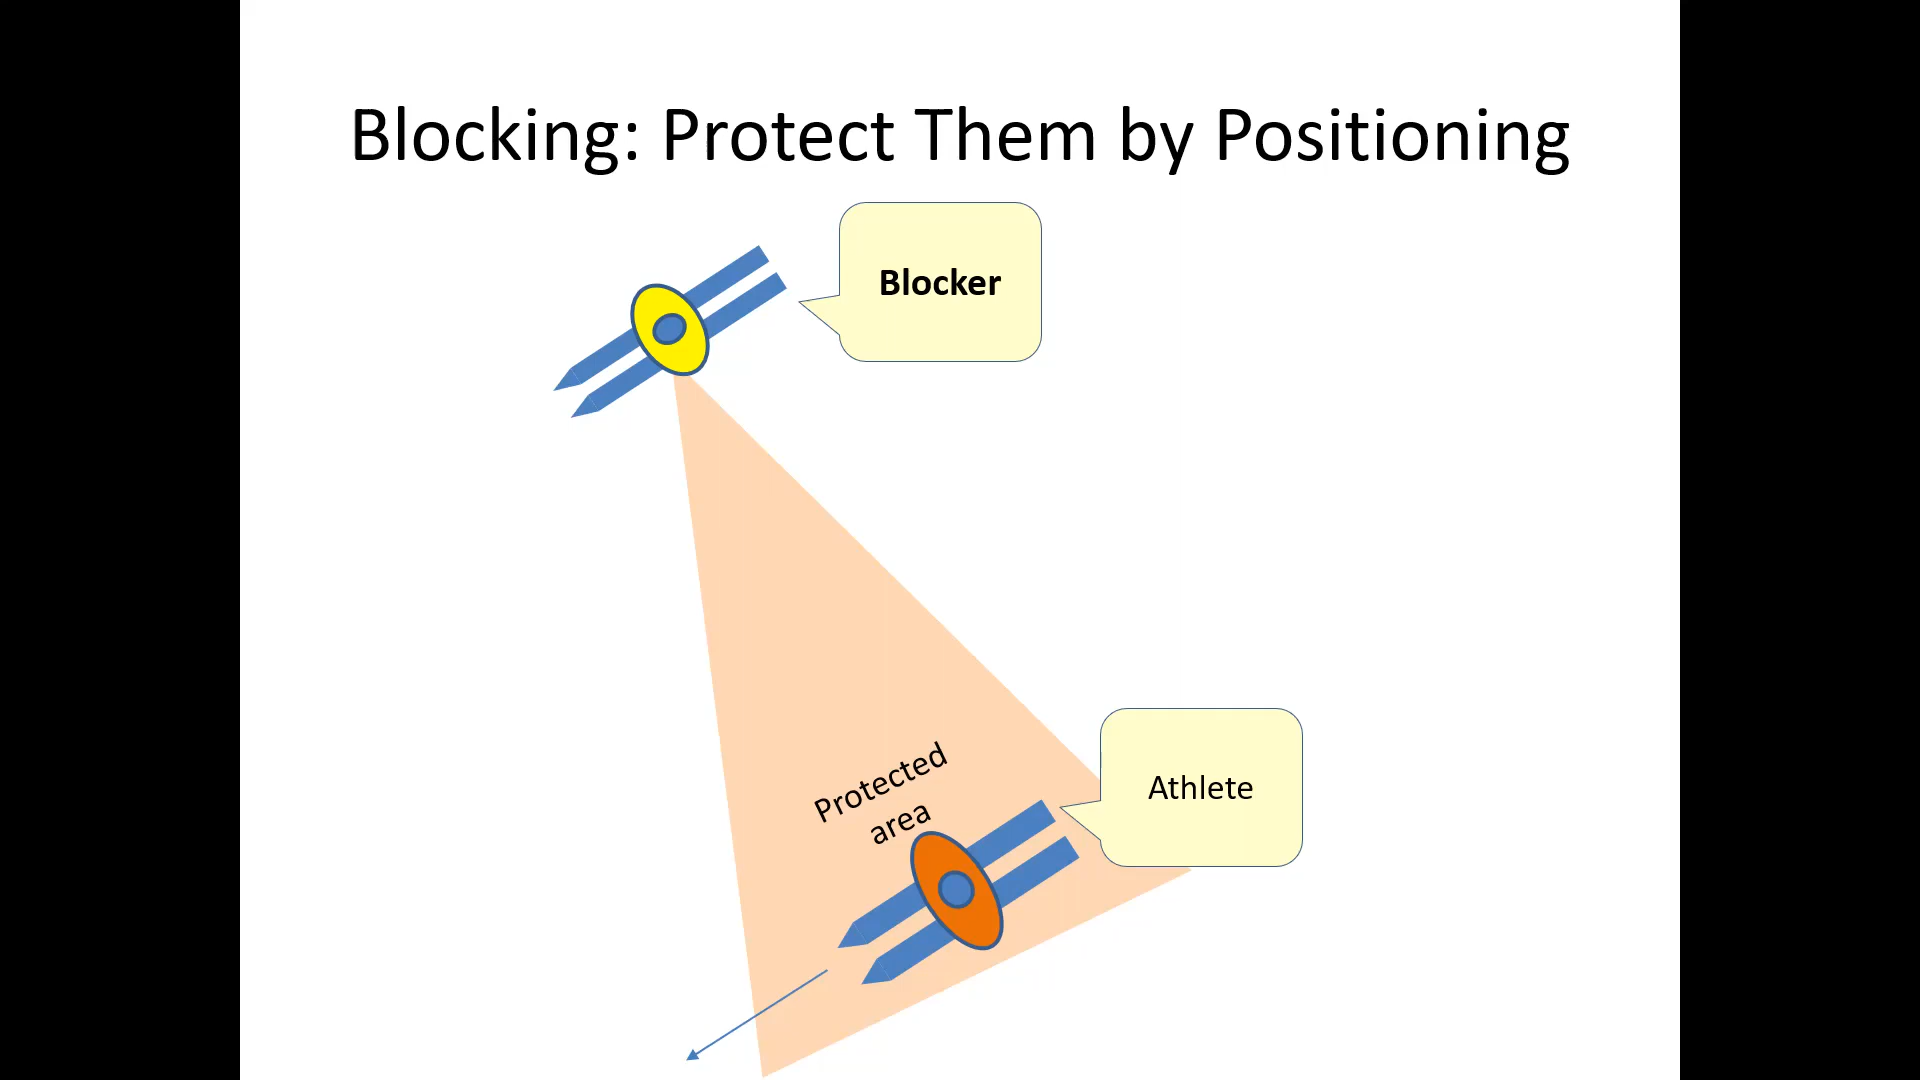 Blocking: Protect Them by Positioning
Blocker
Protected
area
Athlete